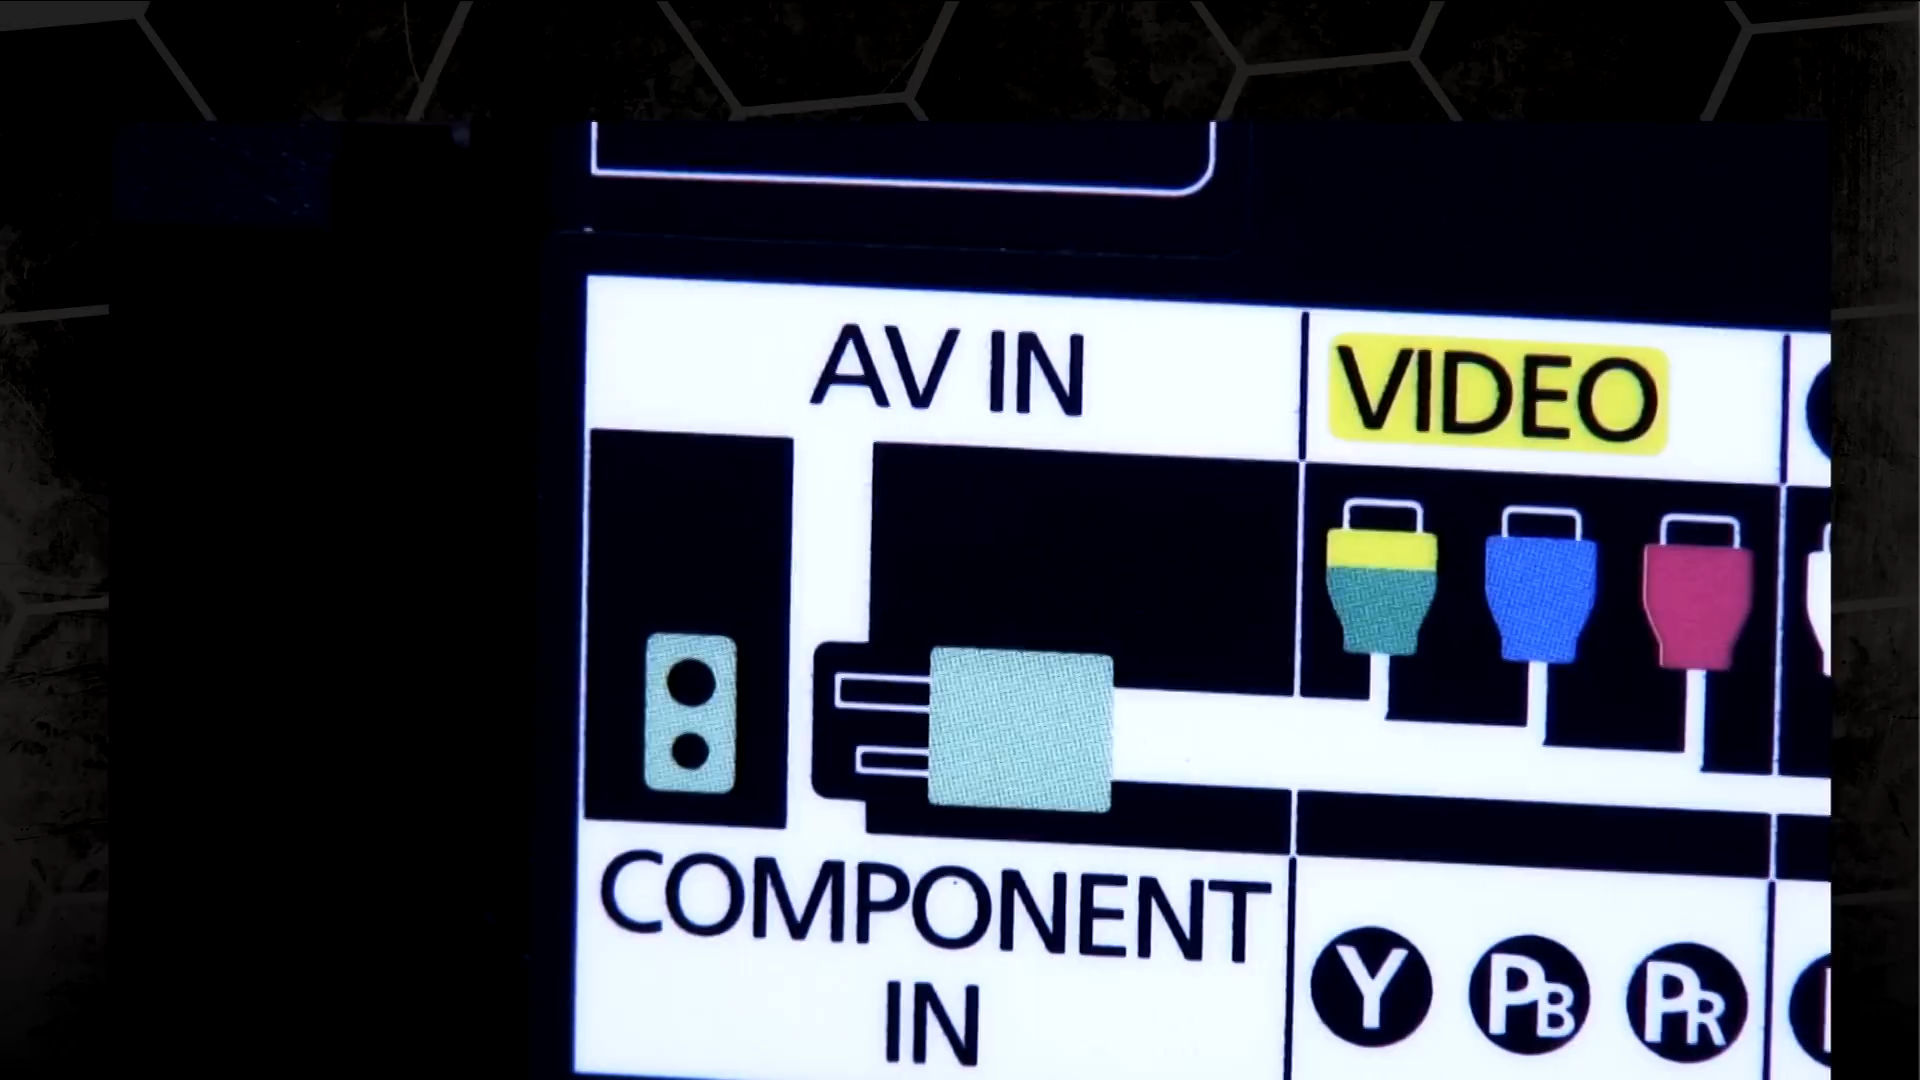 AV IN
VIDEO
COMPONENT
IN
Y PB PR